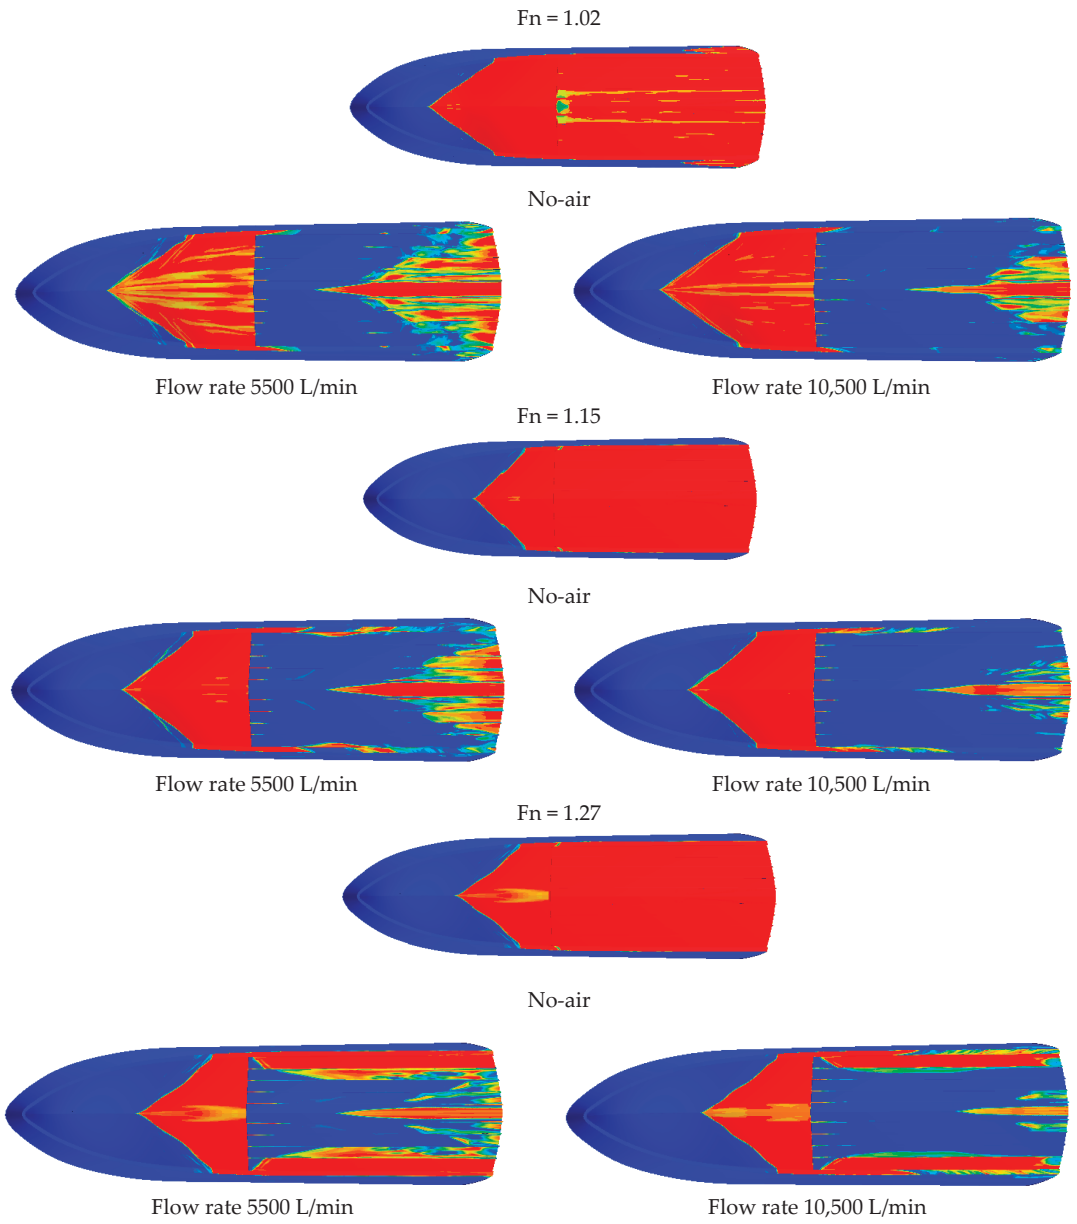 Fn = 1.02
No-air
Flow rate 5500 L/min
Flow rate 10,500 L/min
Fn = 1.15
No-air
Flow rate 5500 L/min
Flow rate 10,500 L/min
Fn = 1.27
No-air
Flow rate 5500 L/min
Flow rate 10,500 L/min